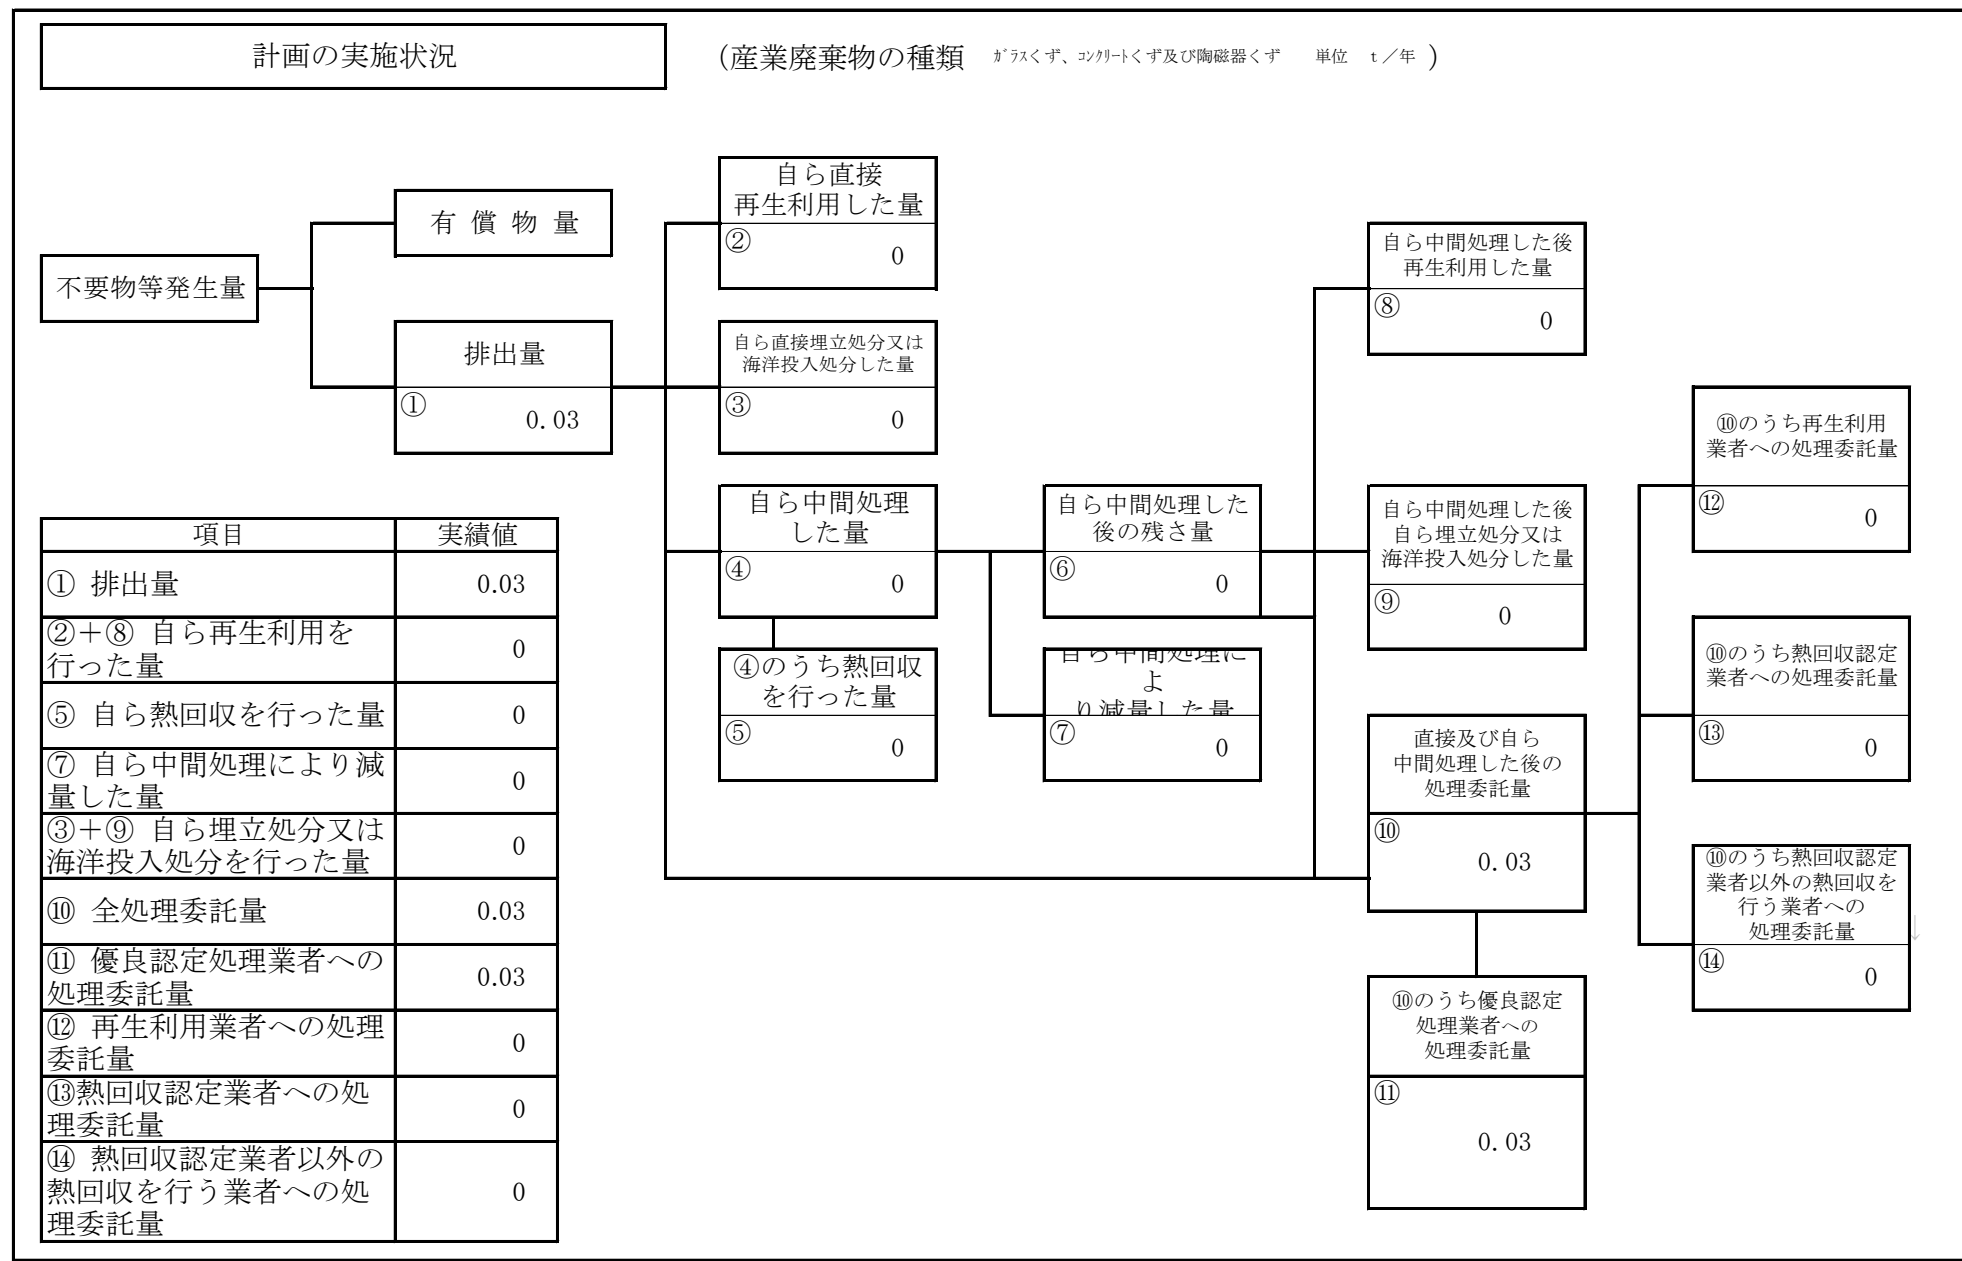 計画の実施状況
（産業廃棄物の種類 ｶﾞﾗｽくず、ｺﾝｸﾘｰﾄくず及び陶磁器くず 単位 ｔ／年 ）
不要物等発生量
有 償 物 量
排出量
① 0.03
自ら直接
再生利用した量
② 0
自ら直接埋立処分又は
海洋投入処分した量
③ 0
自ら中間処理
した量
④ 0
④のうち熱回収
を行った量
⑤ 0
自ら中間処理した
後の残さ量
⑥ 0
自ら中間処理に
よ
り減量した量
⑦ 0
自ら中間処理した後
再生利用した量
⑧ 0
自ら中間処理した後
自ら埋立処分又は
海洋投入処分した量
⑨ 0
直接及び自ら
中間処理した後の
処理委託量
⑩ 0.03
⑩のうち優良認定
処理業者への
処理委託量
⑪ 0.03
⑩のうち再生利用
業者への処理委託量
⑫ 0
⑩のうち熱回収認定
業者への処理委託量
⑬ 0
⑩のうち熱回収認定
業者以外の熱回収を
行う業者への
処理委託量
↓
⑭ 0
項目 実績値
① 排出量 0.03
②＋⑧ 自ら再生利用を
行った量 0
⑤ 自ら熱回収を行った量 0
⑦ 自ら中間処理により減
量した量 0
③＋⑨ 自ら埋立処分又は
海洋投入処分を行った量 0
⑩ 全処理委託量 0.03
⑪ 優良認定処理業者への
処理委託量 0.03
⑫ 再生利用業者への処理
委託量 0
⑬熱回収認定業者への処
理委託量 0
⑭ 熱回収認定業者以外の
熱回収を行う業者への処
理委託量 0